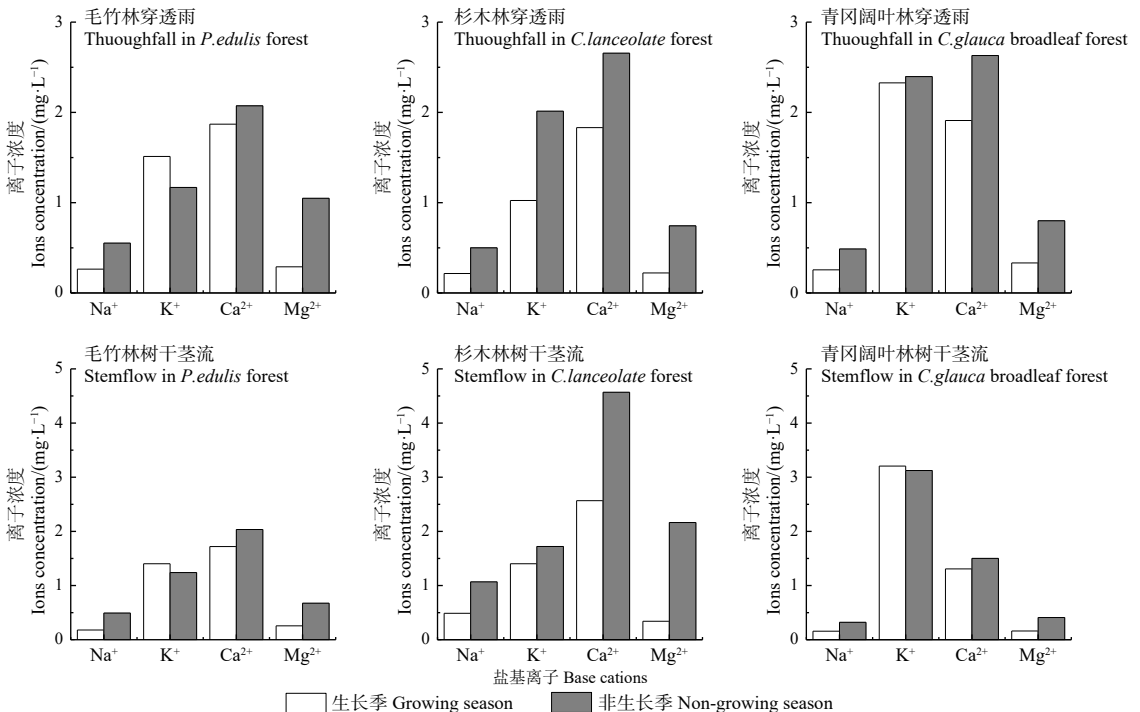 毛竹林穿透雨
Thuoughfall in P.edulis forest
离子浓度
Ions concentration/(mg·L⁻¹)
3
2
1
0
Na⁺ K⁺ Ca²⁺ Mg²⁺
杉木林穿透雨
Thuoughfall in C.lanceolate forest
离子浓度
Ions concentration/(mg·L⁻¹)
3
2
1
0
Na⁺ K⁺ Ca²⁺ Mg²⁺
青冈阔叶林穿透雨
Thuoughfall in C.glauca broadleaf forest
离子浓度
Ions concentration/(mg·L⁻¹)
3
2
1
0
Na⁺ K⁺ Ca²⁺ Mg²⁺
毛竹林树干茎流
Stemflow in P.edulis forest
离子浓度
Ions concentration/(mg·L⁻¹)
5
4
3
2
1
0
Na⁺ K⁺ Ca²⁺ Mg²⁺
杉木林树干茎流
Stemflow in C.lanceolate forest
离子浓度
Ions concentration/(mg·L⁻¹)
5
4
3
2
1
0
Na⁺ K⁺ Ca²⁺ Mg²⁺
青冈阔叶林树干茎流
Stemflow in C.glauca broadleaf forest
离子浓度
Ions concentration/(mg·L⁻¹)
5
4
3
2
1
0
Na⁺ K⁺ Ca²⁺ Mg²⁺
盐基离子 Base cations
生长季 Growing season 非生长季 Non-growing season